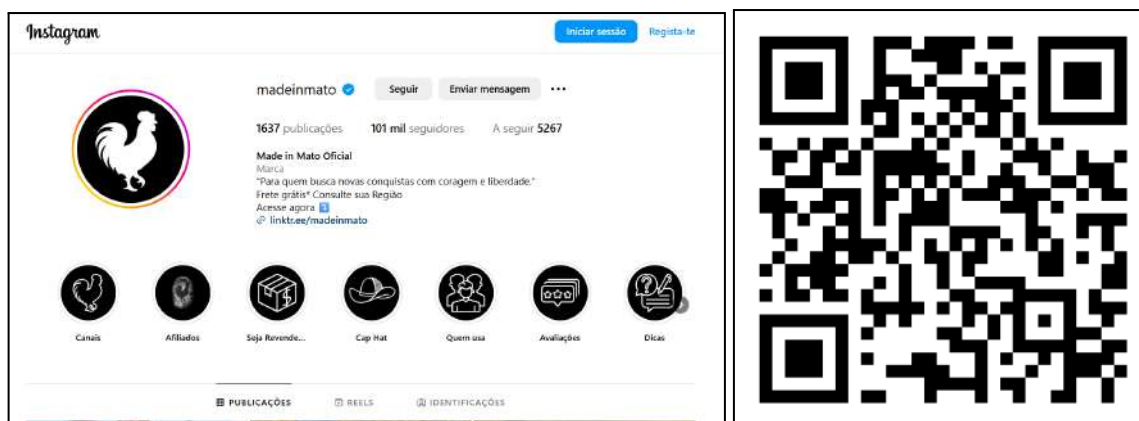 Instagram
Iniciar sessão Regista-te
madeinmato Seguir Enviar mensagem
1637 publicações 101 mil seguidores A seguir 5267
Made in Mato Oficial
Marca
"Para quem busca novas conquistas com coragem e liberdade."
Frete grátis* Consulte sua Região
Acesse agora
linktr.ee/madeinmato
Canais Afiliados Seja Revende... Cap Hat Quem usa Avaliações Dicas
PUBLICAÇÕES REELS IDENTIFICAÇÕES